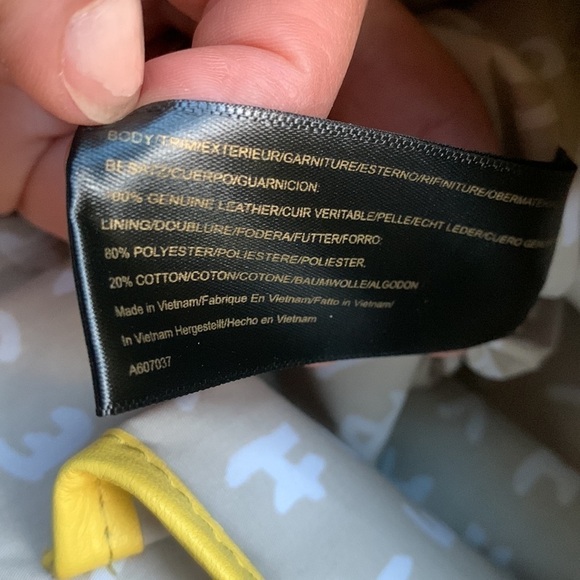 BODY/TRIM/EXTERIEUR/GARNITURE/ESTERNO/RIFINITURE/OBERMATERIAL/
BESATZ/CUERPO/GUARNICION:
100% GENUINE LEATHER/CUIR VERITABLE/PELLE/ECHT LEDER/CUERO
LINING/DOUBLURE/FODERA/FUTTER/FORRO:
80% POLYESTER/POLIESTERE/POLIESTER.
20% COTTON/COTON/COTONE/BAUMWOLLE/ALGODON
Made in Vietnam/Fabrique En Vietnam/Fatto in Vietnam/
In Vietnam Hergestellt/Hecho en Vietnam
A607037